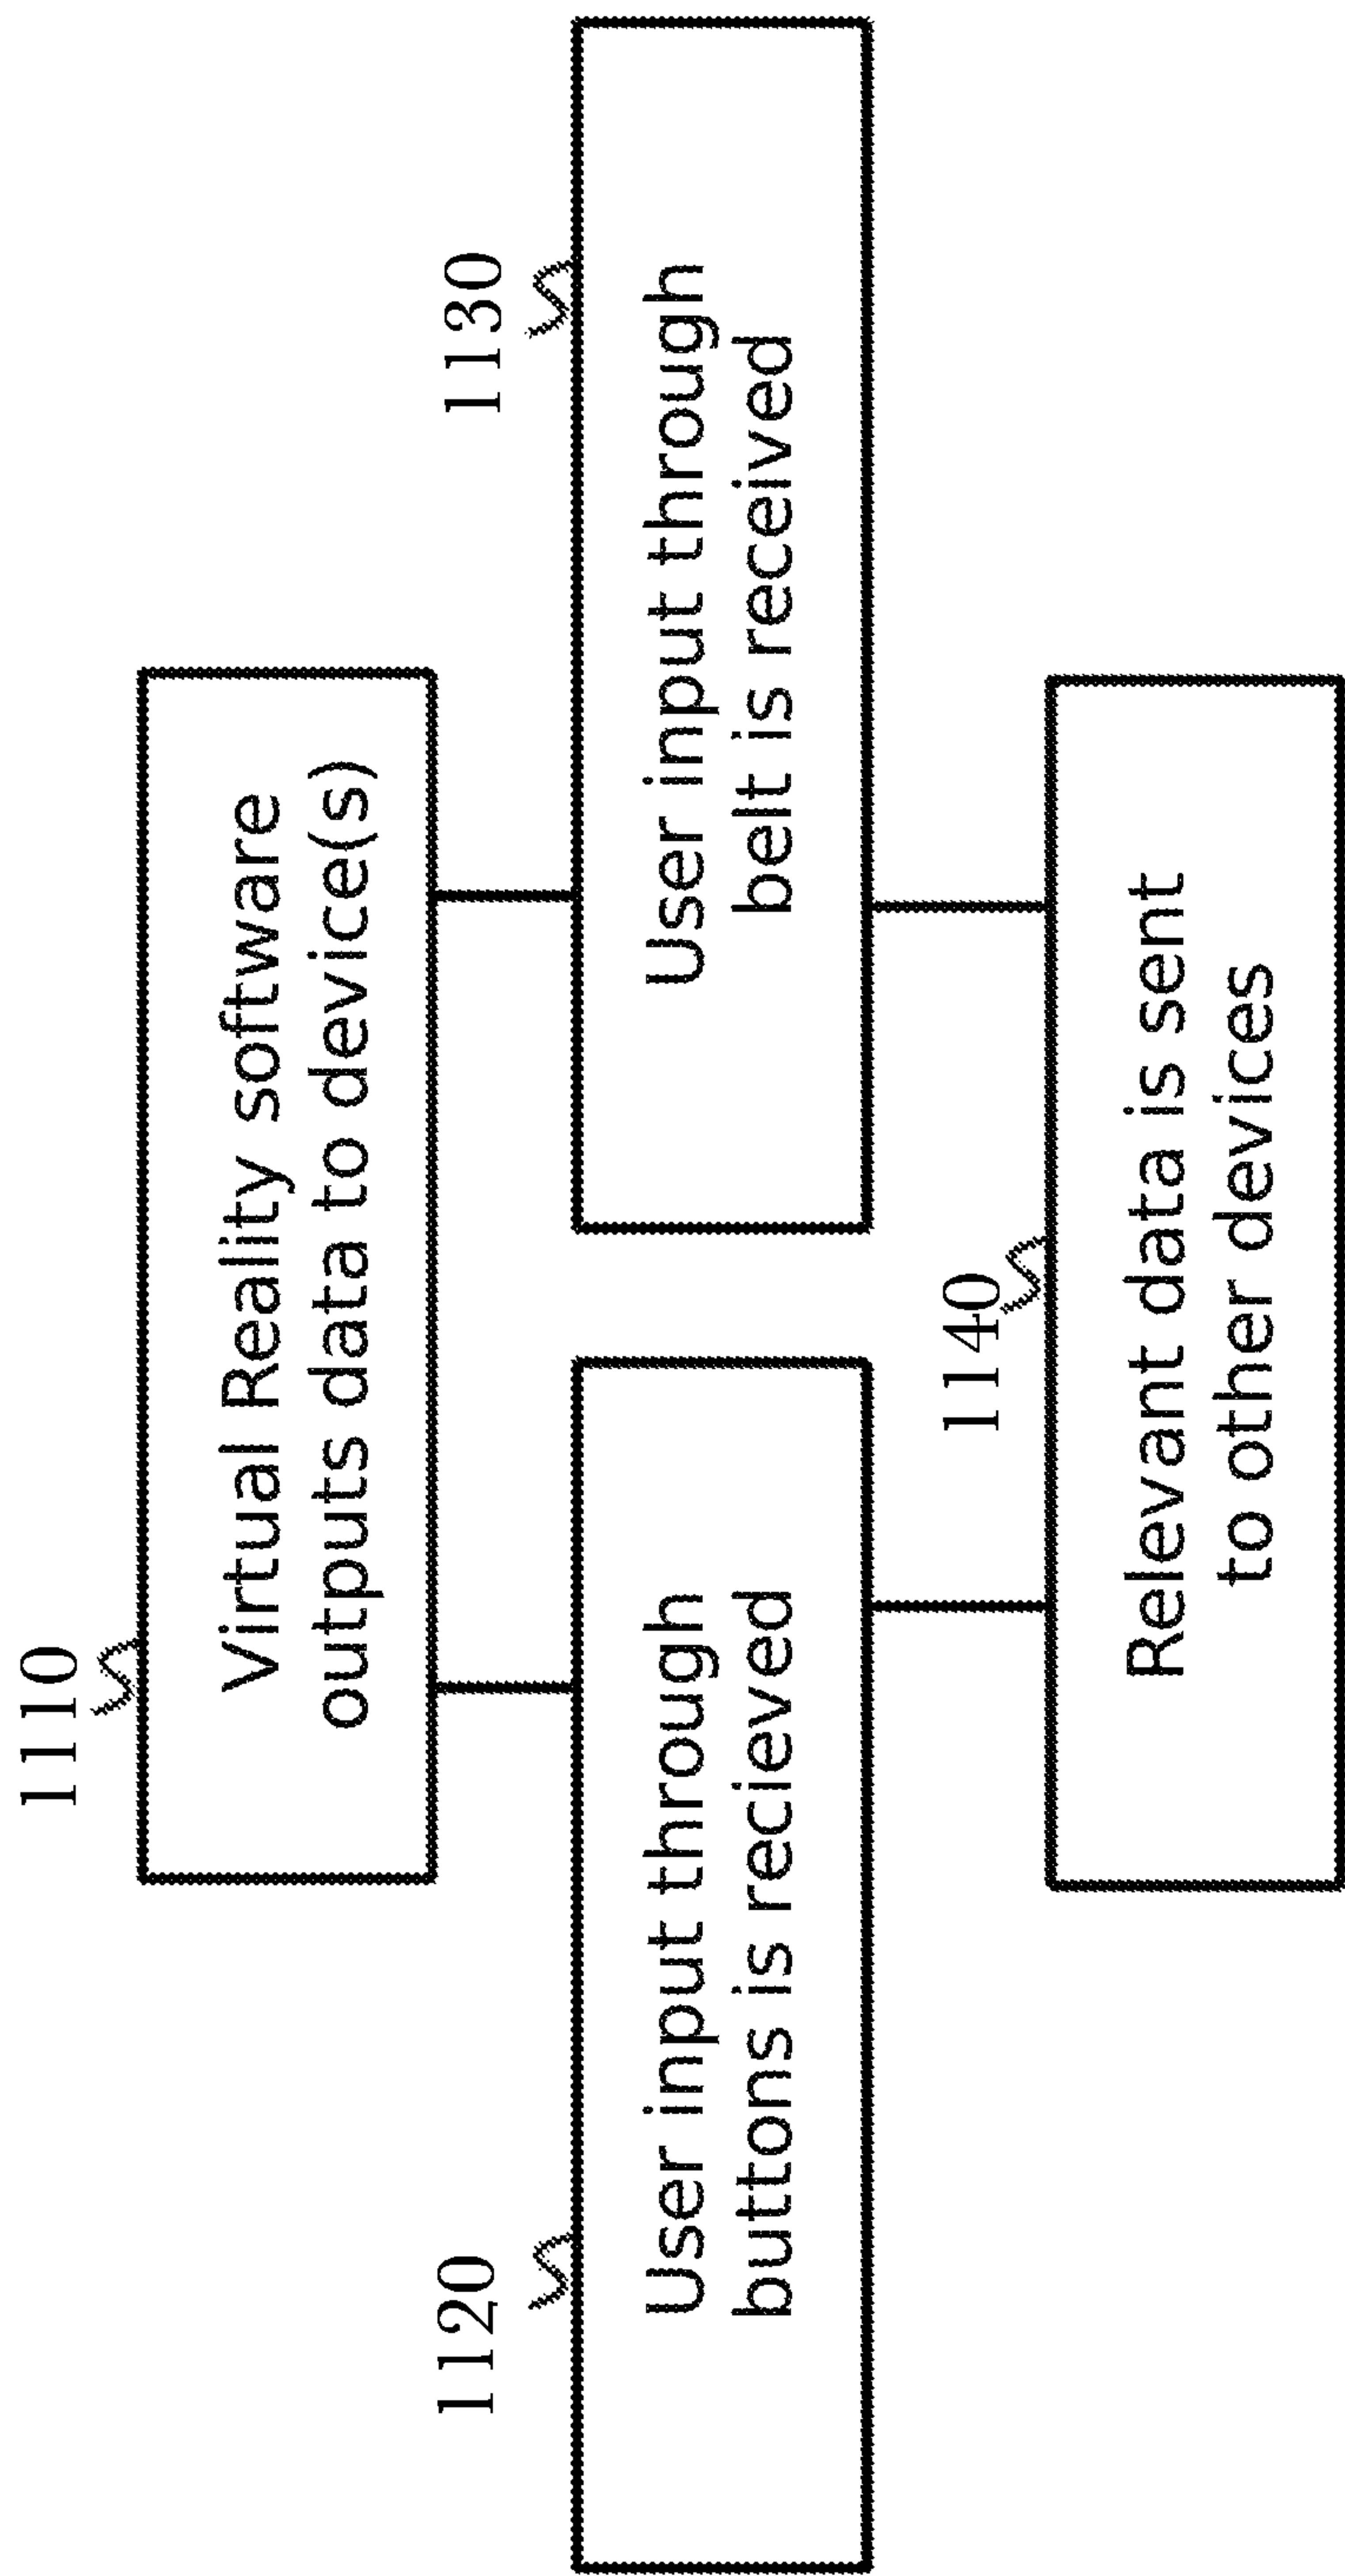 1110
Virtual Reality software
outputs data to device(s)
1120
User input through
buttons is recieved
1130
User input through
belt is received
1140
Relevant data is sent
to other devices